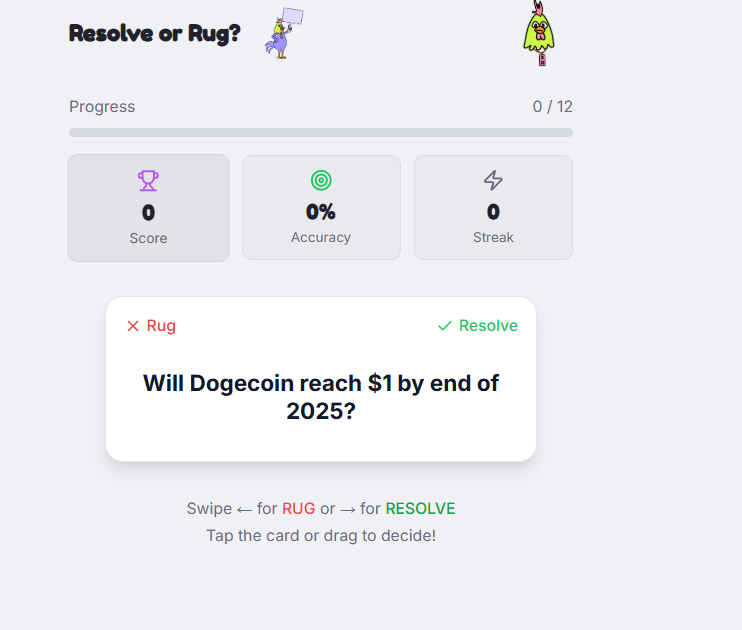 Resolve or Rug?
Progress
0 / 12
0
Score
0%
Accuracy
0
Streak
Rug
Resolve
Will Dogecoin reach $1 by end of
2025?
Swipe ← for RUG or → for RESOLVE
Tap the card or drag to decide!